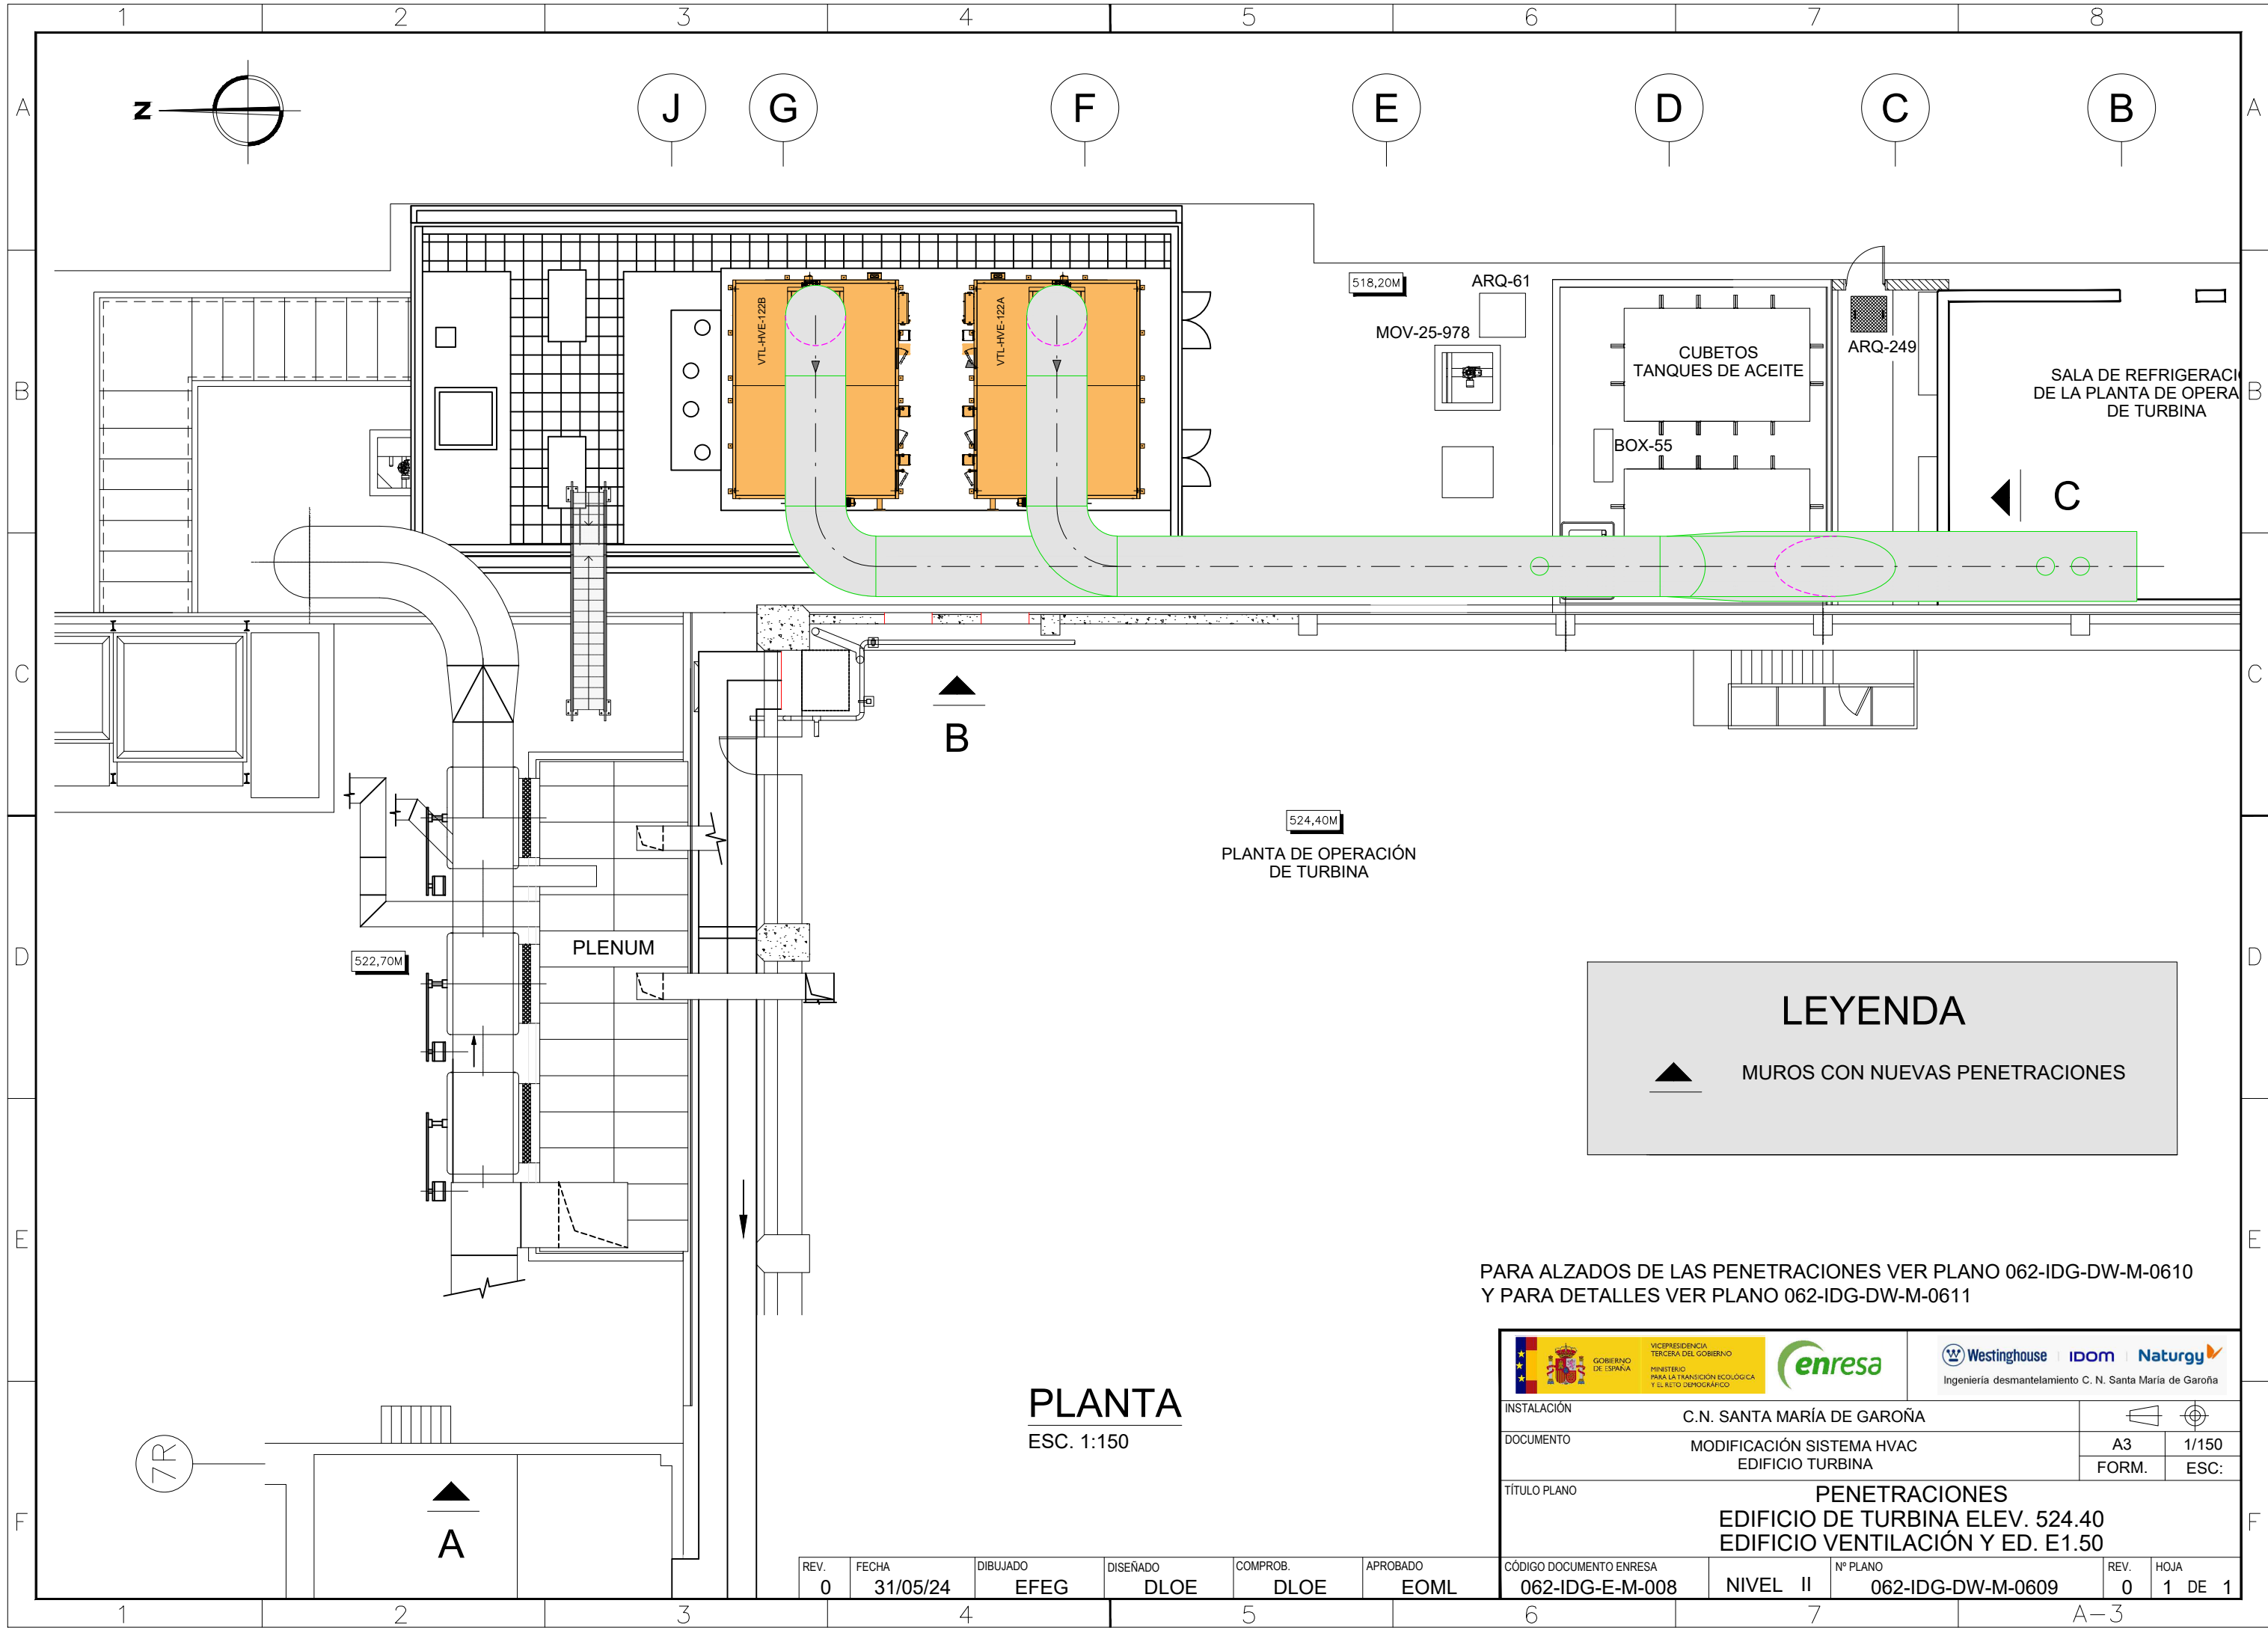 1 2 3 4 5 6 7 8
A A
Z
J G F E D C B
518,20M
ARQ-61
MOV-25-978
VTL-HVE-122B
VTL-HVE-122A
CUBETOS
TANQUES DE ACEITE
ARQ-249
B B
SALA DE REFRIGERACI
DE LA PLANTA DE OPERA
DE TURBINA
BOX-55
C
C C
B
524,40M
PLANTA DE OPERACIÓN
DE TURBINA
D D
PLENUM
522,70M
LEYENDA
MUROS CON NUEVAS PENETRACIONES
E E
PARA ALZADOS DE LAS PENETRACIONES VER PLANO 062-IDG-DW-M-0610
Y PARA DETALLES VER PLANO 062-IDG-DW-M-0611
PLANTA
ESC. 1:150
7R
A
F F
GOBIERNO
DE ESPAÑA
VICEPRESIDENCIA
TERCERA DEL GOBIERNO
MINISTERIO
PARA LA TRANSICIÓN ECOLÓGICA
Y EL RETO DEMOGRÁFICO
enresa
W Westinghouse IDOM Naturgy
Ingeniería desmantelamiento C. N. Santa María de Garoña
INSTALACIÓN
C.N. SANTA MARÍA DE GAROÑA
DOCUMENTO
MODIFICACIÓN SISTEMA HVAC
EDIFICIO TURBINA
A3 1/150
FORM. ESC:
TÍTULO PLANO
PENETRACIONES
EDIFICIO DE TURBINA ELEV. 524.40
EDIFICIO VENTILACIÓN Y ED. E1.50
REV. FECHA DIBUJADO DISEÑADO COMPROB. APROBADO CÓDIGO DOCUMENTO ENRESA Nº PLANO REV. HOJA
0 31/05/24 EFEG DLOE DLOE EOML 062-IDG-E-M-008 NIVEL II 062-IDG-DW-M-0609 0 1 DE 1
1 2 3 4 5 6 7 A-3